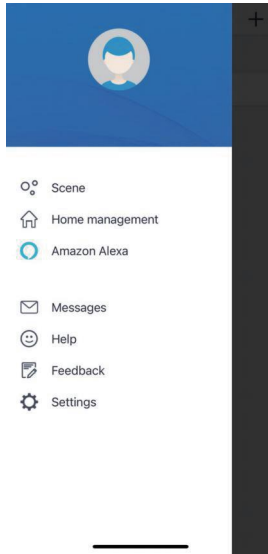 Scene
Home management
Amazon Alexa
Messages
Help
Feedback
Settings